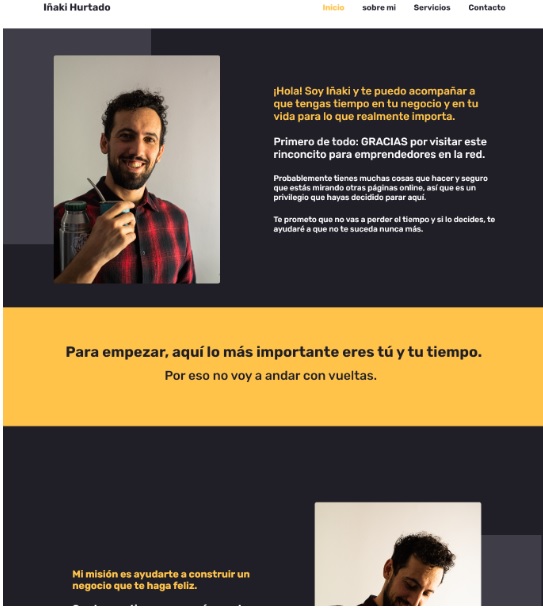 Iñaki Hurtado
Inicio sobre mi Servicios Contacto
¡Hola! Soy Iñaki y te puedo acompañar a
que tengas tiempo en tu negocio y en tu
vida para lo que realmente importa.
Primero de todo: GRACIAS por visitar este
rinconcito para emprendedores en la red.
Probablemente tienes muchas cosas que hacer y seguro
que estás mirando otras páginas online, así que es un
privilegio que hayas decidido parar aquí.
Te prometo que no vas a perder el tiempo y si lo decides, te
ayudaré a que no te suceda nunca más.
Para empezar, aquí lo más importante eres tú y tu tiempo.
Por eso no voy a andar con vueltas.
Mi misión es ayudarte a construir un
negocio que te haga feliz.